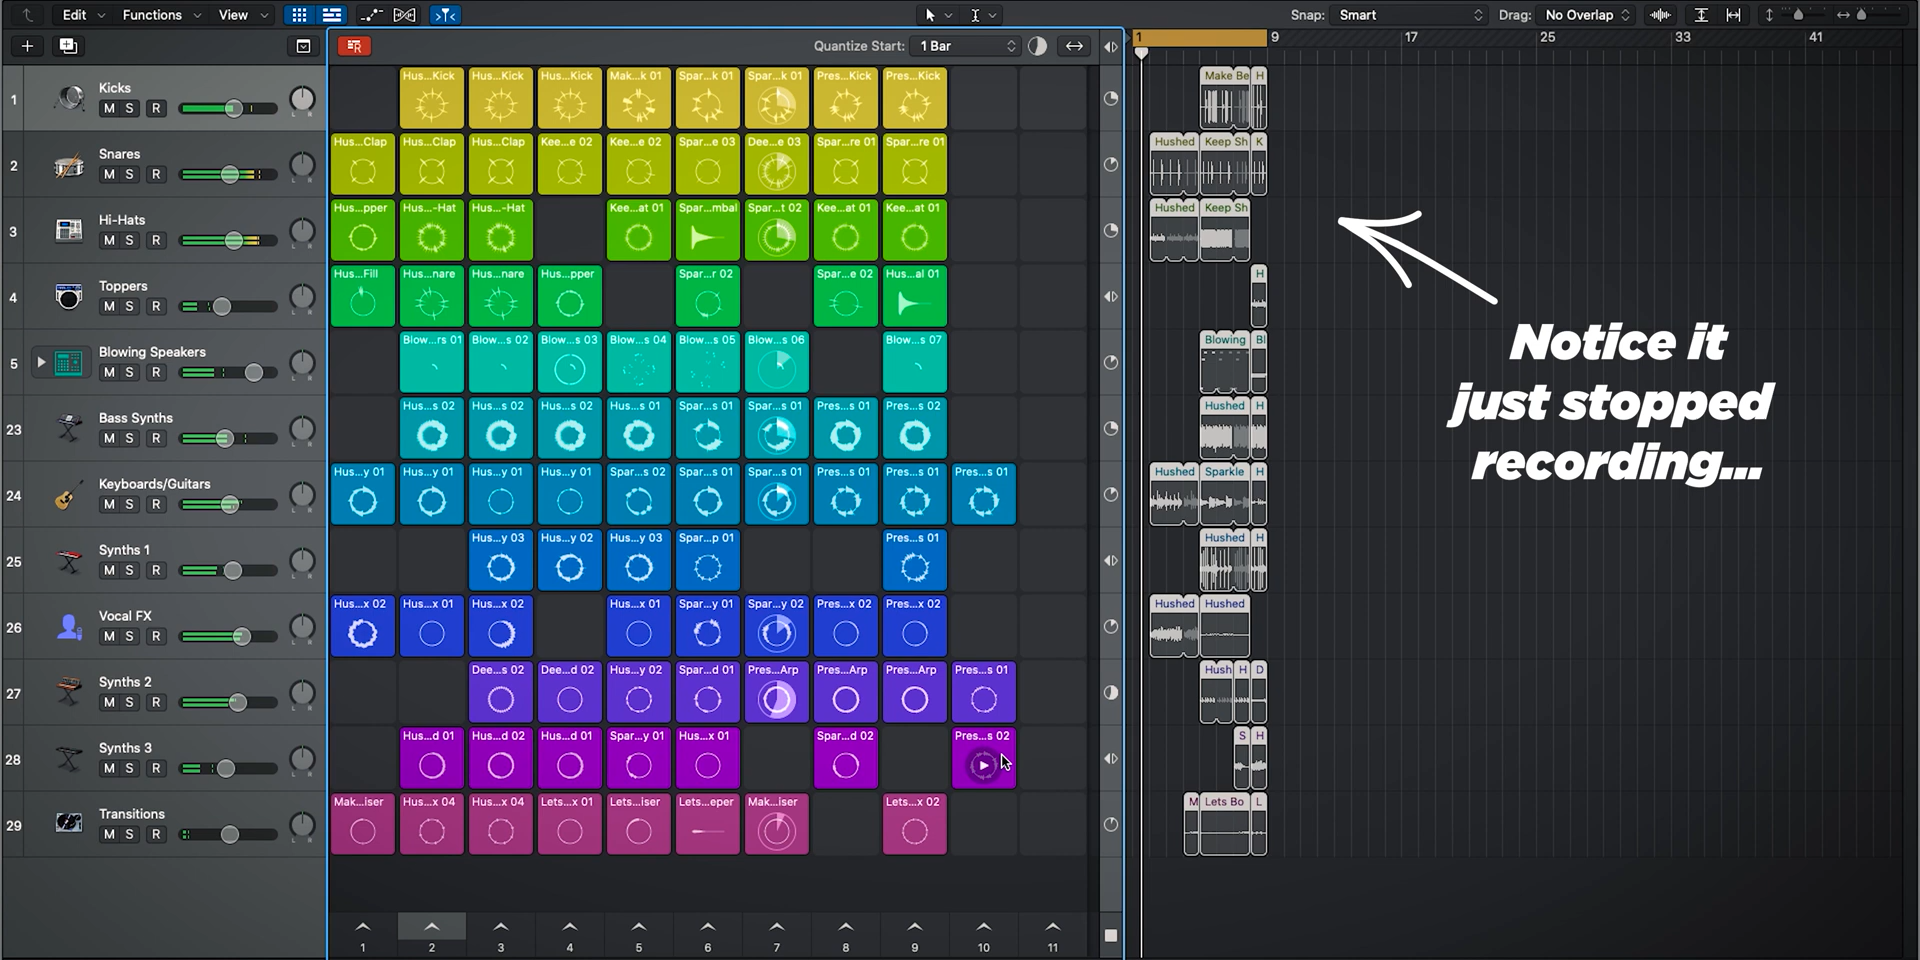 Edit Functions View Snap: Smart Drag: No Overlap
Quantize Start: 1 Bar
1 9 17 25 33 41
1 Kicks M S R L R
Hus...Kick Hus...Kick Hus...Kick Mak...k 01 Spar...k 01 Spar...k 01 Pres...Kick Pres...Kick
Make Be H
2 Snares M S R L R
Hus...Clap Hus...Clap Hus...Clap Kee...e 02 Kee...e 02 Spar...e 03 Dee...e 03 Spar...re 01 Spar...re 01
Hushed Keep Sh K
3 Hi-Hats M S R L R
Hus...pper Hus...-Hat Hus...-Hat Kee...at 01 Spar...mbal Spar...t 02 Kee...at 01 Kee...at 01
Hushed Keep Sh
4 Toppers M S R L R
Hus...Fill Hus...nare Hus...nare Hus...pper Spar...r 02 Spar...e 02 Hus...al 01
H
5 Blowing Speakers M S R L R
Blow...rs 01 Blow...s 02 Blow...s 03 Blow...s 04 Blow...s 05 Blow...s 06 Blow...s 07
Blowing Bl
23 Bass Synths M S R L R
Hus...s 02 Hus...s 02 Hus...s 02 Hus...s 01 Spar...s 01 Spar...s 01 Pres...s 01 Pres...s 02
Hushed H
24 Keyboards/Guitars M S R L R
Hus...y 01 Hus...y 01 Hus...y 01 Hus...y 01 Spar...s 02 Spar...s 01 Spar...s 01 Pres...s 01 Pres...s 01 Pres...s 01
Hushed Sparkle H
25 Synths 1 M S R L R
Hus...y 03 Hus...y 02 Hus...y 03 Spar...p 01 Pres...s 01
Hushed H
26 Vocal FX M S R L R
Hus...x 02 Hus...x 01 Hus...x 02 Hus...x 01 Spar...y 01 Spar...y 02 Pres...x 02 Pres...x 02
Hushed Hushed
27 Synths 2 M S R L R
Dee...s 02 Dee...d 02 Hus...y 02 Spar...d 01 Pres...Arp Pres...Arp Pres...Arp Pres...s 01
Hush H D
28 Synths 3 M S R L R
Hus...d 01 Hus...d 02 Hus...d 01 Spar...y 01 Hus...x 01 Spar...d 02 Pres...s 02
S H
29 Transitions M S R L R
Mak...iser Hus...x 04 Hus...x 04 Lets...x 01 Lets...iser Lets...eper Mak...iser Lets...x 02
M Lets Bo L
1 2 3 4 5 6 7 8 9 10 11
Notice it
just stopped
recording...